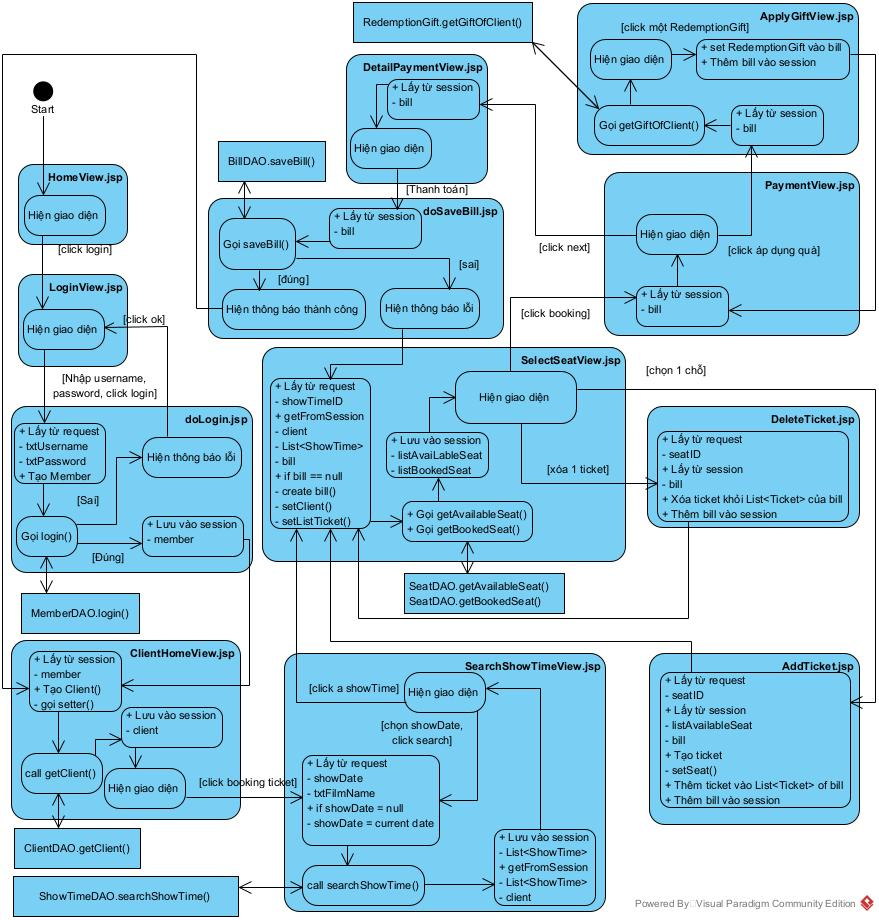 RedemptionGift.getGiftOfClient()
ApplyGiftView.jsp
[click một RedemptionGift]
Hiện giao diện
+ set RedemptionGift vào bill
+ Thêm bill vào session
Gọi getGiftOfClient()
+ Lấy từ session
- bill
DetailPaymentView.jsp
+ Lấy từ session
- bill
Hiện giao diện
[Thanh toán]
Start
HomeView.jsp
Hiện giao diện
[click login]
BillDAO.saveBill()
doSaveBill.jsp
+ Lấy từ session
- bill
Gọi saveBill()
[đúng]
[sai]
Hiện thông báo thành công
Hiện thông báo lỗi
PaymentView.jsp
Hiện giao diện
[click next]
[click áp dụng quà]
+ Lấy từ session
- bill
[click booking]
LoginView.jsp
Hiện giao diện
[click ok]
[Nhập username,
password, click login]
doLogin.jsp
+ Lấy từ request
- txtUsername
- txtPassword
+ Tạo Member
Hiện thông báo lỗi
[Sai]
Gọi login()
+ Lưu vào session
- member
[Đúng]
MemberDAO.login()
SelectSeatView.jsp
+ Lấy từ request
- showTimeID
+ getFromSession
- client
- List<ShowTime>
- bill
+ if bill == null
- create bill()
- setClient()
- setListTicket()
Hiện giao diện
+ Lưu vào session
- listAvaiLableSeat
- listBookedSeat
+ Gọi getAvailableSeat()
+ Gọi getBookedSeat()
[chọn 1 chỗ]
[xóa 1 ticket]
SeatDAO.getAvailableSeat()
SeatDAO.getBookedSeat()
DeleteTicket.jsp
+ Lấy từ request
- seatID
+ Lấy từ session
- bill
+ Xóa ticket khỏi List<Ticket> của bill
+ Thêm bill vào session
ClientHomeView.jsp
+ Lấy từ session
- member
+ Tạo Client()
- gọi setter()
+ Lưu vào session
- client
call getClient()
Hiện giao diện
[click booking ticket]
ClientDAO.getClient()
ShowTimeDAO.searchShowTime()
SearchShowTimeView.jsp
[click a showTime]
Hiện giao diện
[chọn showDate,
click search]
+ Lấy từ request
- showDate
- txtFilmName
+ if showDate = null
- showDate = current date
call searchShowTime()
+ Lưu vào session
- List<ShowTime>
+ getFromSession
- List<ShowTime>
- client
AddTicket.jsp
+ Lấy từ request
- seatID
+ Lấy từ session
- listAvailableSeat
- bill
+ Tạo ticket
- setSeat()
+ Thêm ticket vào List<Ticket> of bill
+ Thêm bill vào session
Powered By Visual Paradigm Community Edition